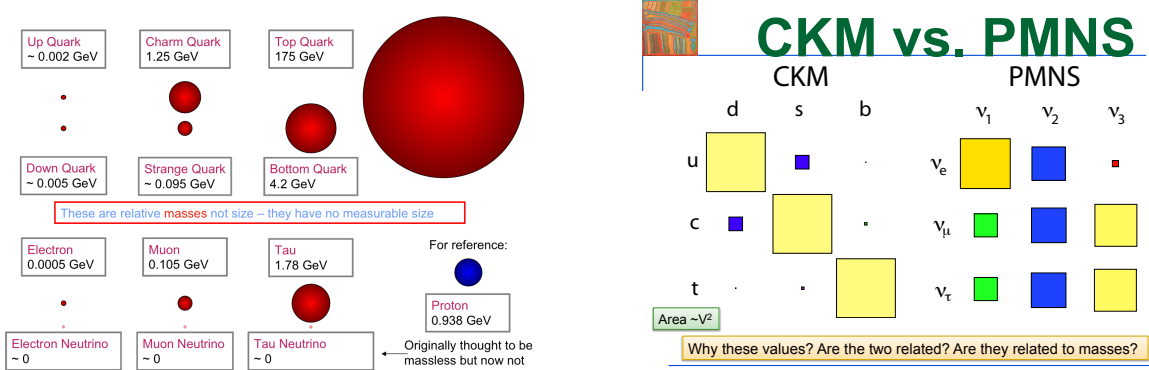 Up Quark
~ 0.002 GeV
Charm Quark
1.25 GeV
Top Quark
175 GeV
Down Quark
~ 0.005 GeV
Strange Quark
~ 0.095 GeV
Bottom Quark
4.2 GeV
These are relative masses not size – they have no measurable size
Electron
0.0005 GeV
Muon
0.105 GeV
Tau
1.78 GeV
For reference:
Proton
0.938 GeV
Electron Neutrino
~ 0
Muon Neutrino
~ 0
Tau Neutrino
~ 0
Originally thought to be
massless but now not
CKM vs. PMNS
CKM
d s b
u
c
t
PMNS
ν1 ν2 ν3
νe
νμ
ντ
Area ~V²
Why these values? Are the two related? Are they related to masses?